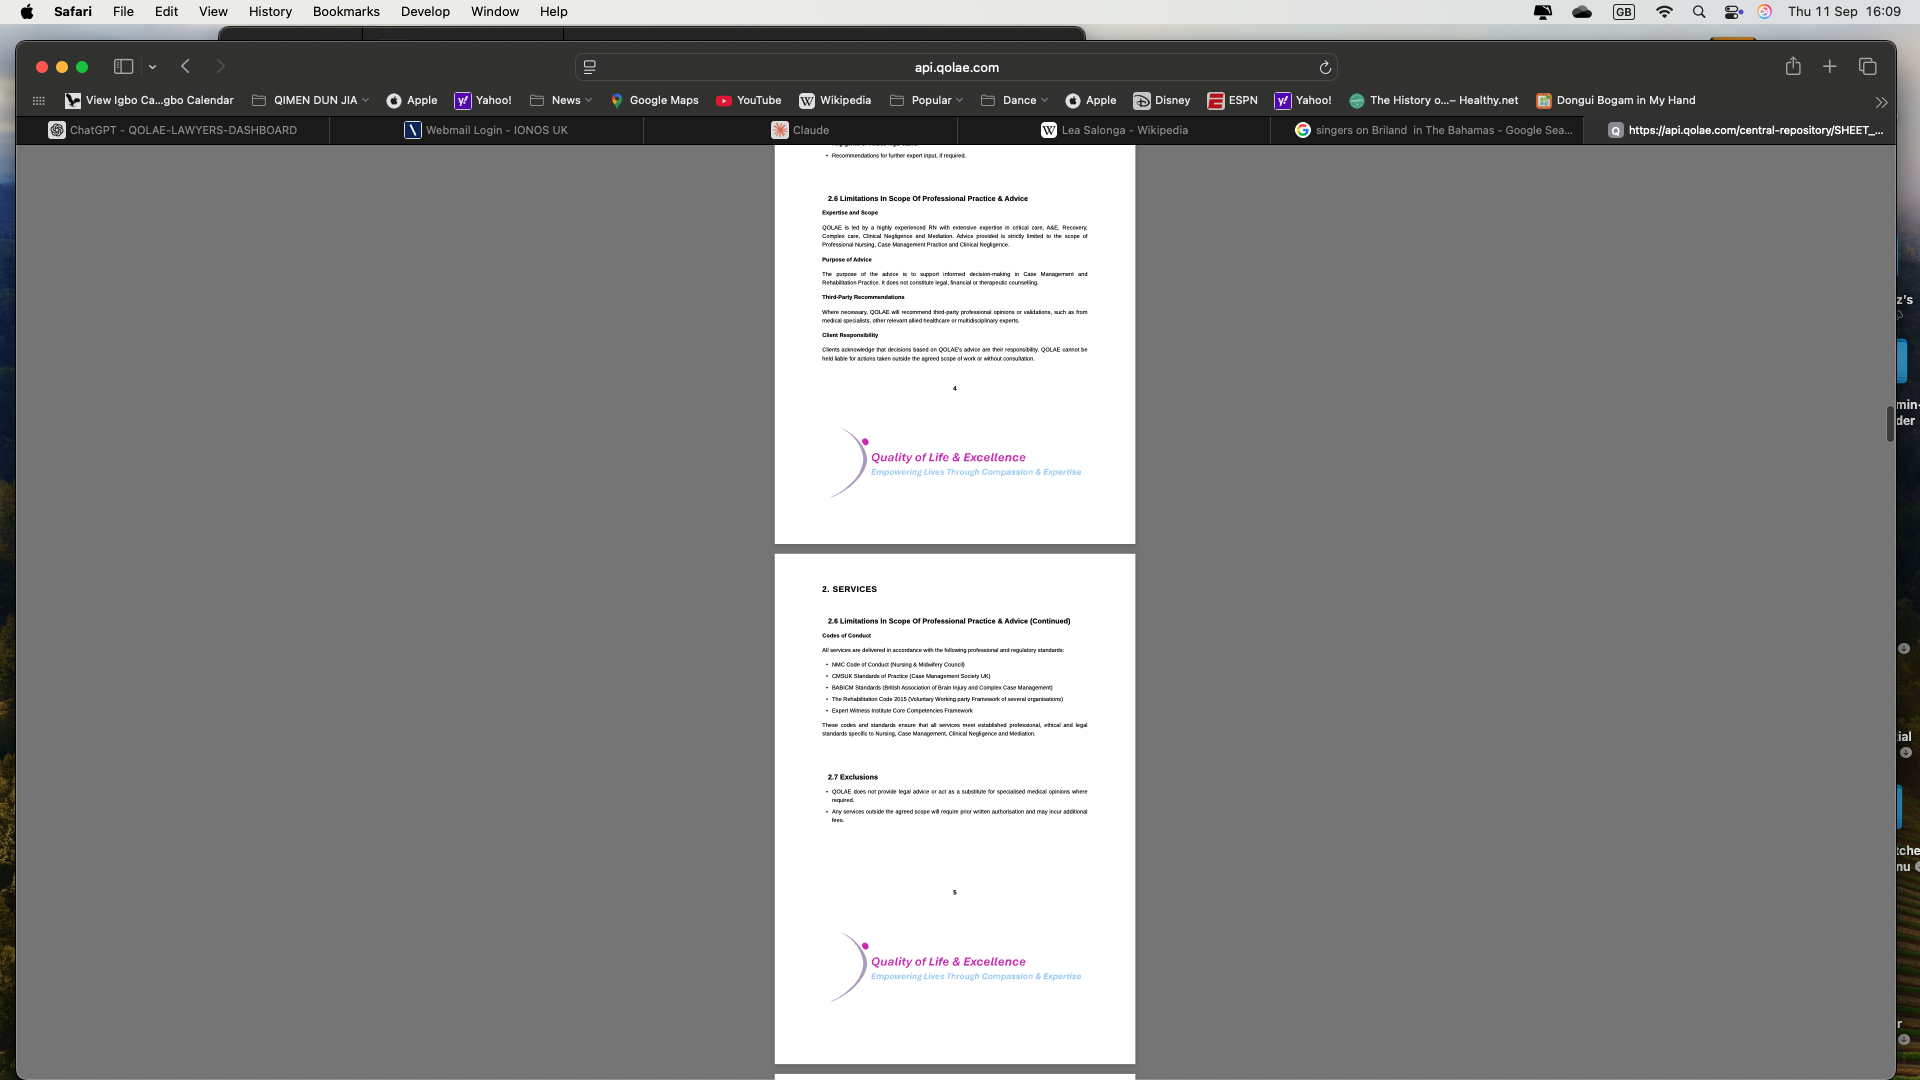 Safari File Edit View History Bookmarks Develop Window Help GB Thu 11 Sep 16:09
api.qolae.com
View Igbo Ca...gbo Calendar QIMEN DUN JIA Apple Yahoo! News Google Maps YouTube Wikipedia Popular Dance Apple Disney ESPN Yahoo! The History o...– Healthy.net Dongui Bogam in My Hand
ChatGPT - QOLAE-LAWYERS-DASHBOARD Webmail Login - IONOS UK Claude Lea Salonga - Wikipedia singers on Briland in The Bahamas - Google Sea... https://api.qolae.com/central-repository/SHEET_...
• Recommendations for further expert input, if required.
2.6 Limitations In Scope Of Professional Practice & Advice
Expertise and Scope
QOLAE is led by a highly experienced RN with extensive expertise in critical care, A&E, Recovery,
Complex care, Clinical Negligence and Mediation. Advice provided is strictly limited to the scope of
Professional Nursing, Case Management Practice and Clinical Negligence.
Purpose of Advice
The purpose of the advice is to support informed decision-making in Case Management and
Rehabilitation Practice. It does not constitute legal, financial or therapeutic counselling.
Third-Party Recommendations
Where necessary, QOLAE will recommend third-party professional opinions or validations, such as from
medical specialists, other relevant allied healthcare or multidisciplinary experts.
Client Responsibility
Clients acknowledge that decisions based on QOLAE's advice are their responsibility. QOLAE cannot be
held liable for actions taken outside the agreed scope of work or without consultation.
4
Quality of Life & Excellence
Empowering Lives Through Compassion & Expertise
2. SERVICES
2.6 Limitations In Scope Of Professional Practice & Advice (Continued)
Codes of Conduct
All services are delivered in accordance with the following professional and regulatory standards:
• NMC Code of Conduct (Nursing & Midwifery Council)
• CMSUK Standards of Practice (Case Management Society UK)
• BABICM Standards (British Association of Brain Injury and Complex Case Management)
• The Rehabilitation Code 2015 (Voluntary Working party Framework of several organisations)
• Expert Witness Institute Core Competencies Framework
These codes and standards ensure that all services meet established professional, ethical and legal
standards specific to Nursing, Case Management, Clinical Negligence and Mediation.
2.7 Exclusions
• QOLAE does not provide legal advice or act as a substitute for specialised medical opinions where
required.
• Any services outside the agreed scope will require prior written authorisation and may incur additional
fees.
5
Quality of Life & Excellence
Empowering Lives Through Compassion & Expertise